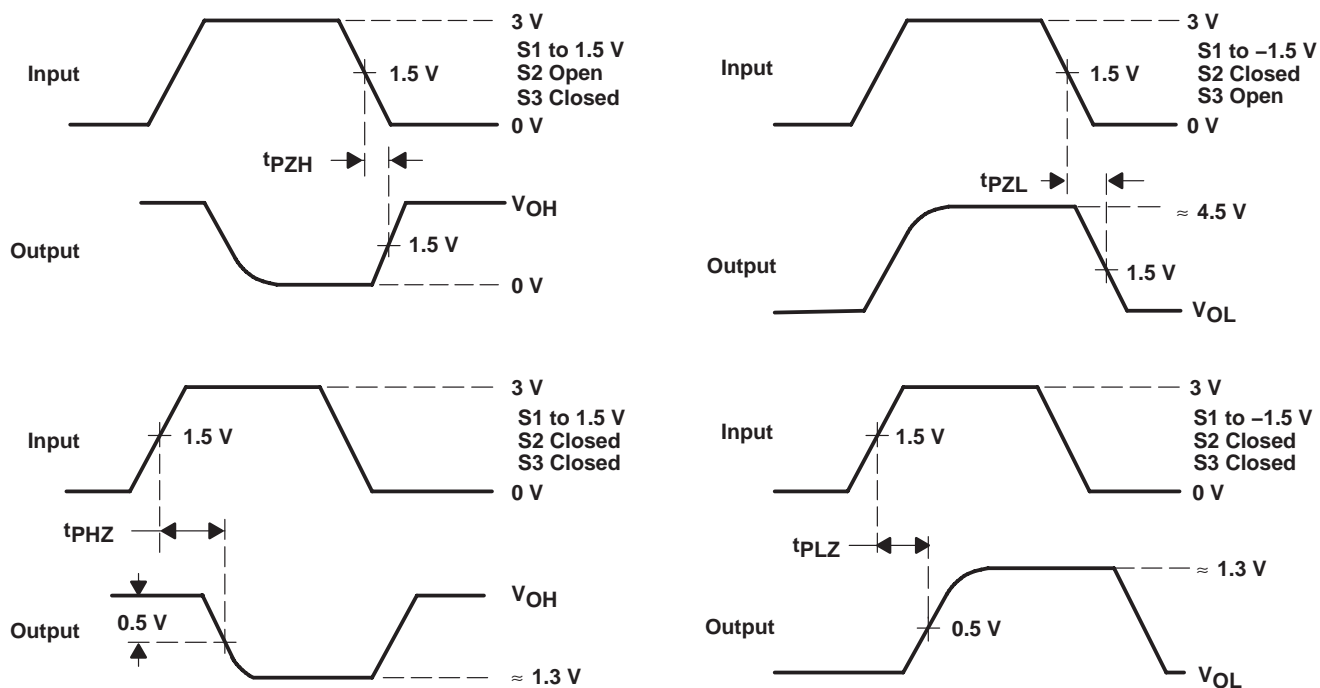 3 V
S1 to 1.5 V
Input
1.5 V
S2 Open
S3 Closed
0 V
tPZH
VOH
Output
1.5 V
0 V
3 V
S1 to −1.5 V
Input
1.5 V
S2 Closed
S3 Open
0 V
tPZL
≈ 4.5 V
Output
1.5 V
VOL
3 V
S1 to 1.5 V
Input
1.5 V
S2 Closed
S3 Closed
0 V
tPHZ
VOH
0.5 V
Output
≈ 1.3 V
3 V
S1 to −1.5 V
Input
1.5 V
S2 Closed
S3 Closed
0 V
tPLZ
≈ 1.3 V
Output
0.5 V
VOL